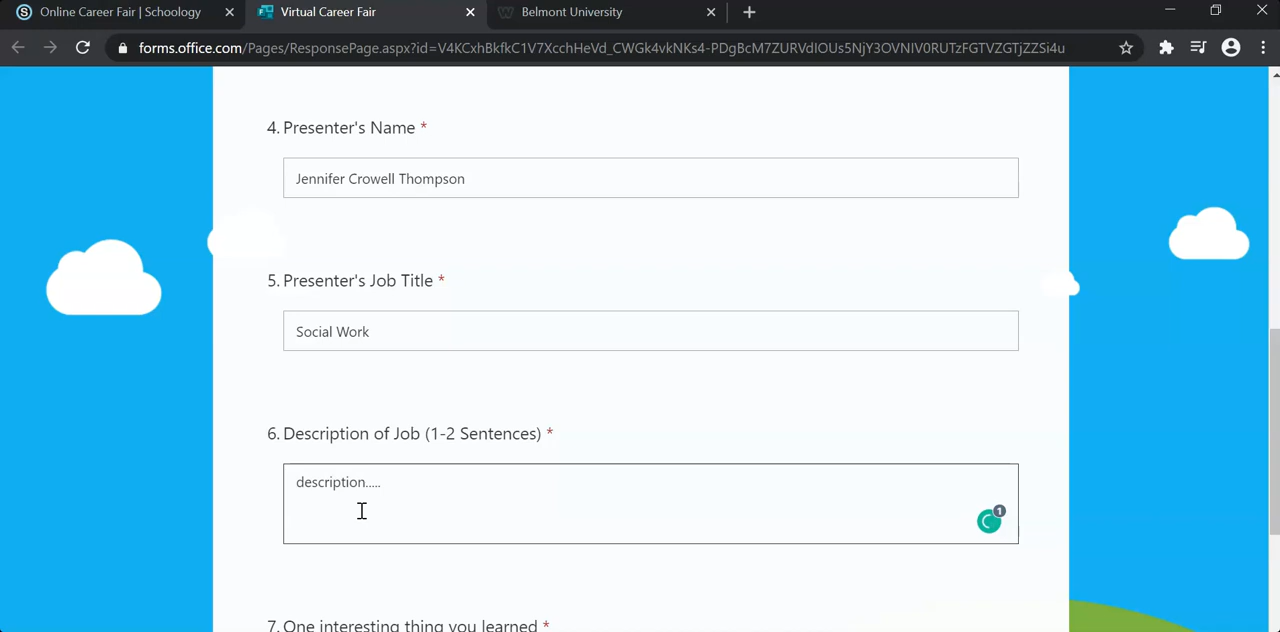 Online Career Fair | Schoology
Virtual Career Fair
Belmont University
forms.office.com/Pages/ResponsePage.aspx?id=V4KCxhBkfkC1V7XcchHeVd_CWGk4vkNKs4-PDgBcM7ZURVdIOUs5NjY3OVNIV0RUTzFGTVZGTjZZSi4u
4. Presenter's Name *
Jennifer Crowell Thompson
5. Presenter's Job Title *
Social Work
6. Description of Job (1-2 Sentences) *
description.....
1
7. One interesting thing you learned *